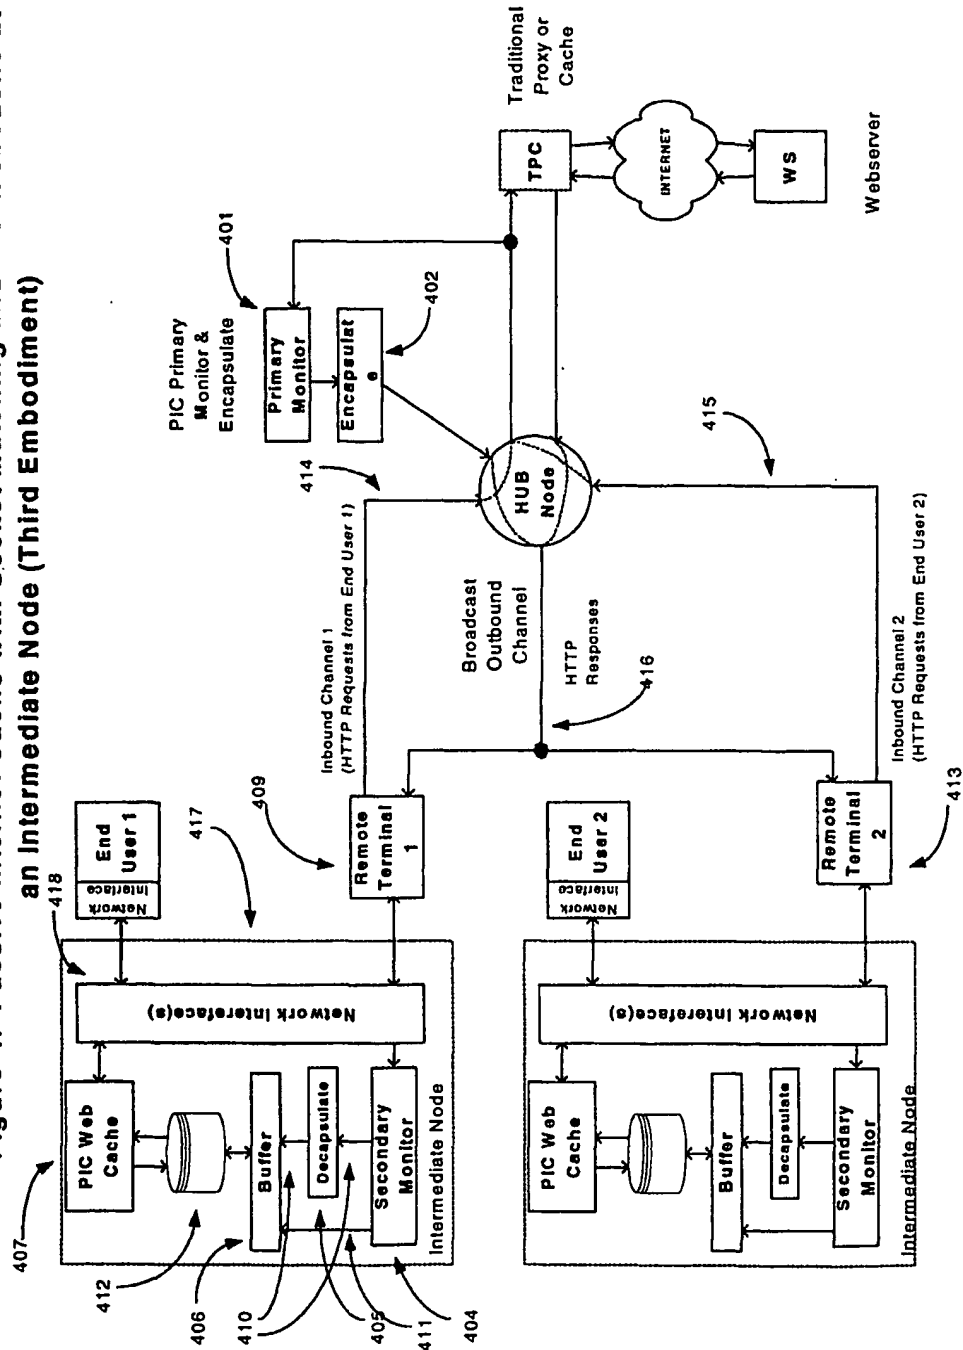 an Intermediate Node (Third Embodiment)
407
PIC Web
Cache
412
406
Buffer
410
Decapsulate
405
411
Secondary
Monitor
404
Intermediate Node
418
Network Intereface(s)
417
Network
Interface
End
User 1
409
Remote
Terminal
1
Inbound Channel 1
(HTTP Requests from End User 1)
414
PIC Primary
Monitor &
Encapsulate
401
Primary
Monitor
Encapsulat
e
402
Broadcast
Outbound
Channel
HTTP
Responses
416
HUB
Node
Traditional
Proxy or
Cache
TPC
INTERNET
WS
Webserver
415
Inbound Channel 2
(HTTP Requests from End User 2)
Remote
Terminal
2
413
Network
Interface
End
User 2
Network Intereface(s)
PIC Web
Cache
Buffer
Decapsulate
Secondary
Monitor
Intermediate Node